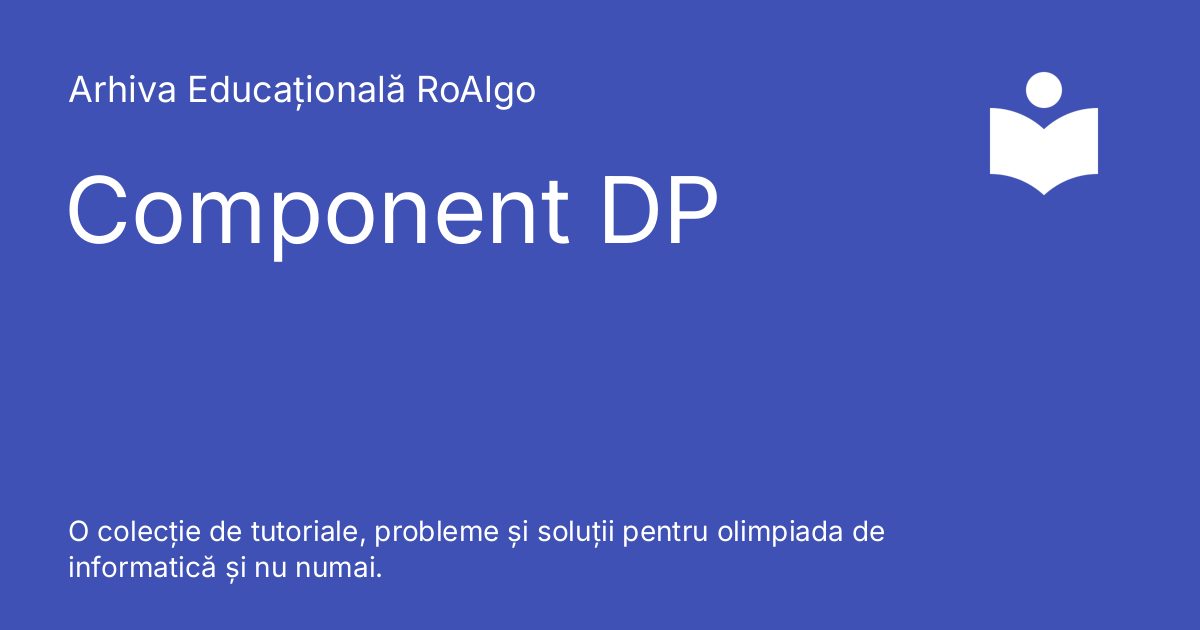 Arhiva Educațională RoAlgo
Component DP
O colecție de tutoriale, probleme și soluții pentru olimpiada de
informatică și nu numai.